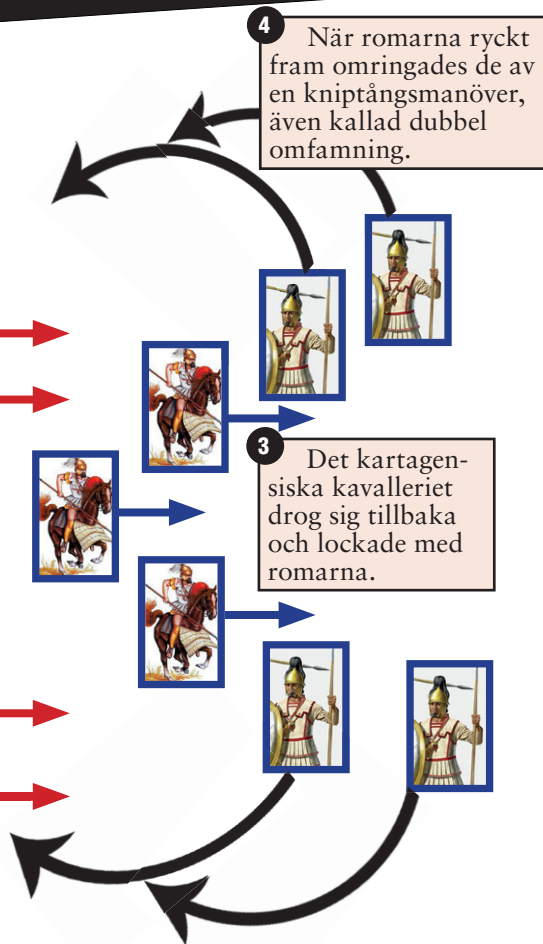 4
När romarna ryckt
fram omringades de av
en kniptångsmanöver,
även kallad dubbel
omfamning.
3
Det kartagen-
siska kavalleriet
drog sig tillbaka
och lockade med
romarna.